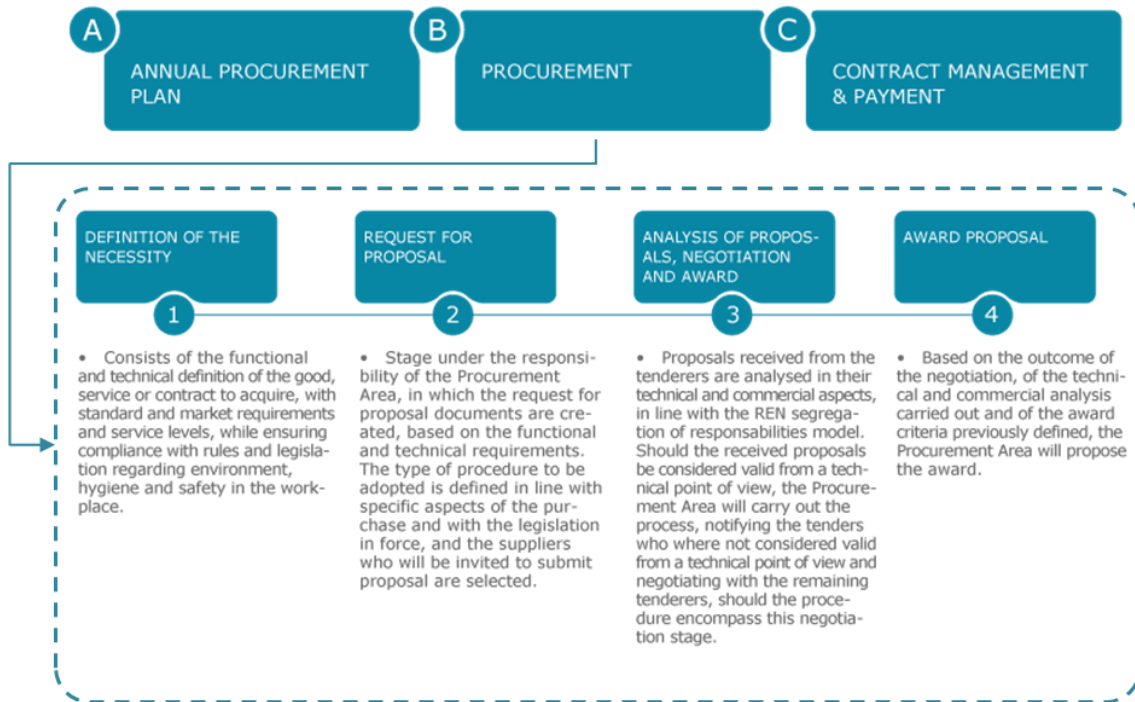 A
ANNUAL PROCUREMENT
PLAN
B
PROCUREMENT
C
CONTRACT MANAGEMENT
& PAYMENT
DEFINITION OF THE
NECESSITY
1
• Consists of the functional
and technical definition of the good,
service or contract to acquire, with
standard and market requirements
and service levels, while ensuring
compliance with rules and legisla-
tion regarding environment,
hygiene and safety in the work-
place.
REQUEST FOR
PROPOSAL
2
• Stage under the responsi-
bility of the Procurement
Area, in which the request for
proposal documents are cre-
ated, based on the functional
and technical requirements.
The type of procedure to be
adopted is defined in line with
specific aspects of the pur-
chase and with the legislation
in force, and the suppliers
who will be invited to submit
proposal are selected.
ANALYSIS OF PROPOS-
ALS, NEGOTIATION
AND AWARD
3
• Proposals received from the
tenderers are analysed in their
technical and commercial aspects,
in line with the REN segrega-
tion of responsabilities model.
Should the received proposals
be considered valid from a tech-
nical point of view, the Procure-
ment Area will carry out the
process, notifying the tenders
who where not considered valid
from a technical point of view and
negotiating with the remaining
tenderers, should the proce-
dure encompass this negotia-
tion stage.
AWARD PROPOSAL
4
• Based on the outcome of
the negotiation, of the techni-
cal and commercial analysis
carried out and of the award
criteria previously defined, the
Procurement Area will propose
the award.